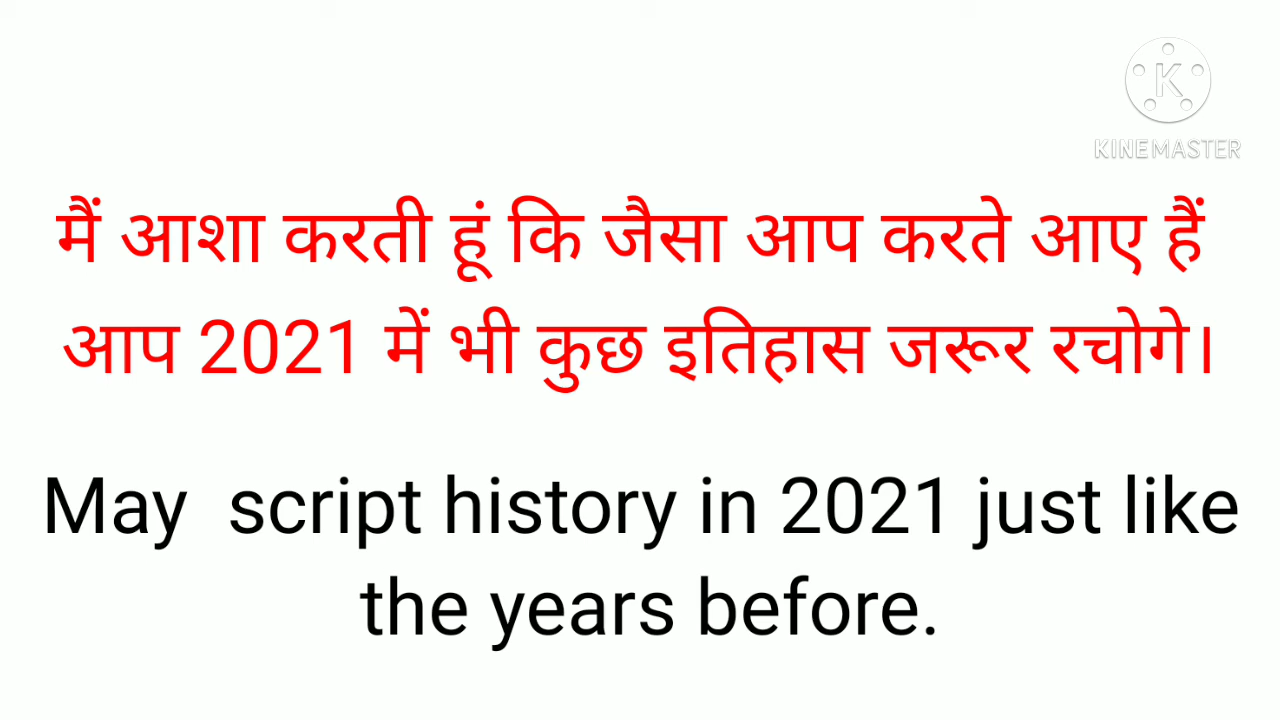 KINEMASTER
मैं आशा करती हूं कि जैसा आप करते आए हैं
आप 2021 में भी कुछ इतिहास जरूर रचोगे।
May  script history in 2021 just like
the years before.